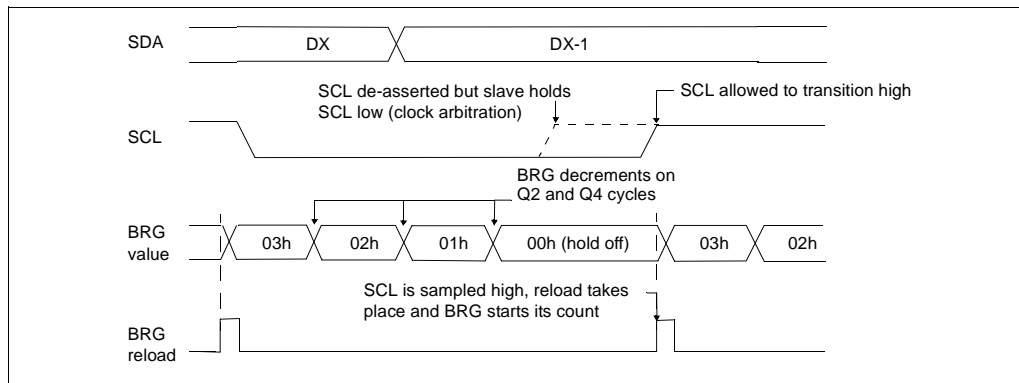 SDA
DX
DX-1
SCL de-asserted but slave holds
SCL low (clock arbitration)
SCL allowed to transition high
SCL
BRG decrements on
Q2 and Q4 cycles
BRG
value
03h
02h
01h
00h (hold off)
03h
02h
SCL is sampled high, reload takes
place and BRG starts its count
BRG
reload